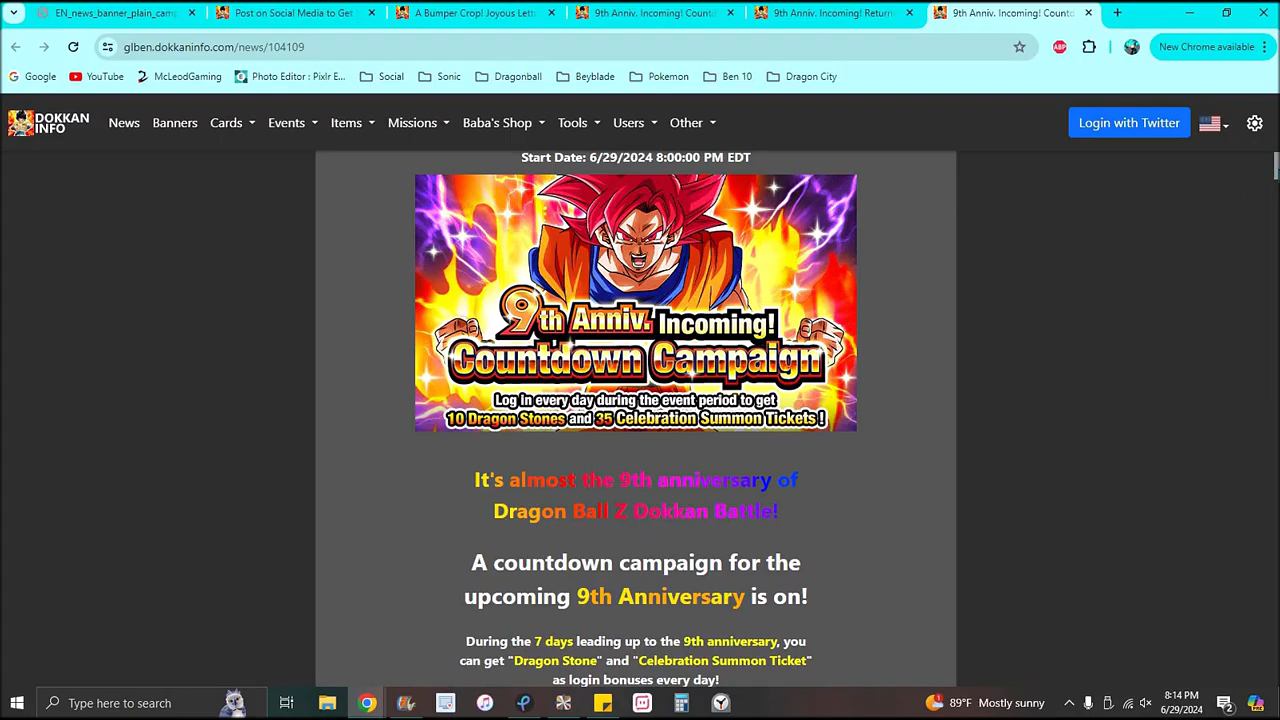 EN_news_banner_plain_camp
Post on Social Media to Get
A Bumper Crop! Joyous Lett
9th Anniv. Incoming! Count
9th Anniv. Incoming! Return
9th Anniv. Incoming! Countd
glben.dokkaninfo.com/news/104109
ABP
New Chrome available
Google
YouTube
McLeodGaming
Photo Editor : Pixlr E...
Social
Sonic
Dragonball
Beyblade
Pokemon
Ben 10
Dragon City
DOKKAN INFO
News
Banners
Cards
Events
Items
Missions
Baba's Shop
Tools
Users
Other
Login with Twitter
Start Date: 6/29/2024 8:00:00 PM EDT
9th Anniv. Incoming!
Countdown Campaign
Log in every day during the event period to get
10 Dragon Stones and 35 Celebration Summon Tickets !
It's almost the 9th anniversary of
Dragon Ball Z Dokkan Battle!
A countdown campaign for the
upcoming 9th Anniversary is on!
During the 7 days leading up to the 9th anniversary, you
can get "Dragon Stone" and "Celebration Summon Ticket"
as login bonuses every day!
Type here to search
89°F Mostly sunny
8:14 PM
6/29/2024
2